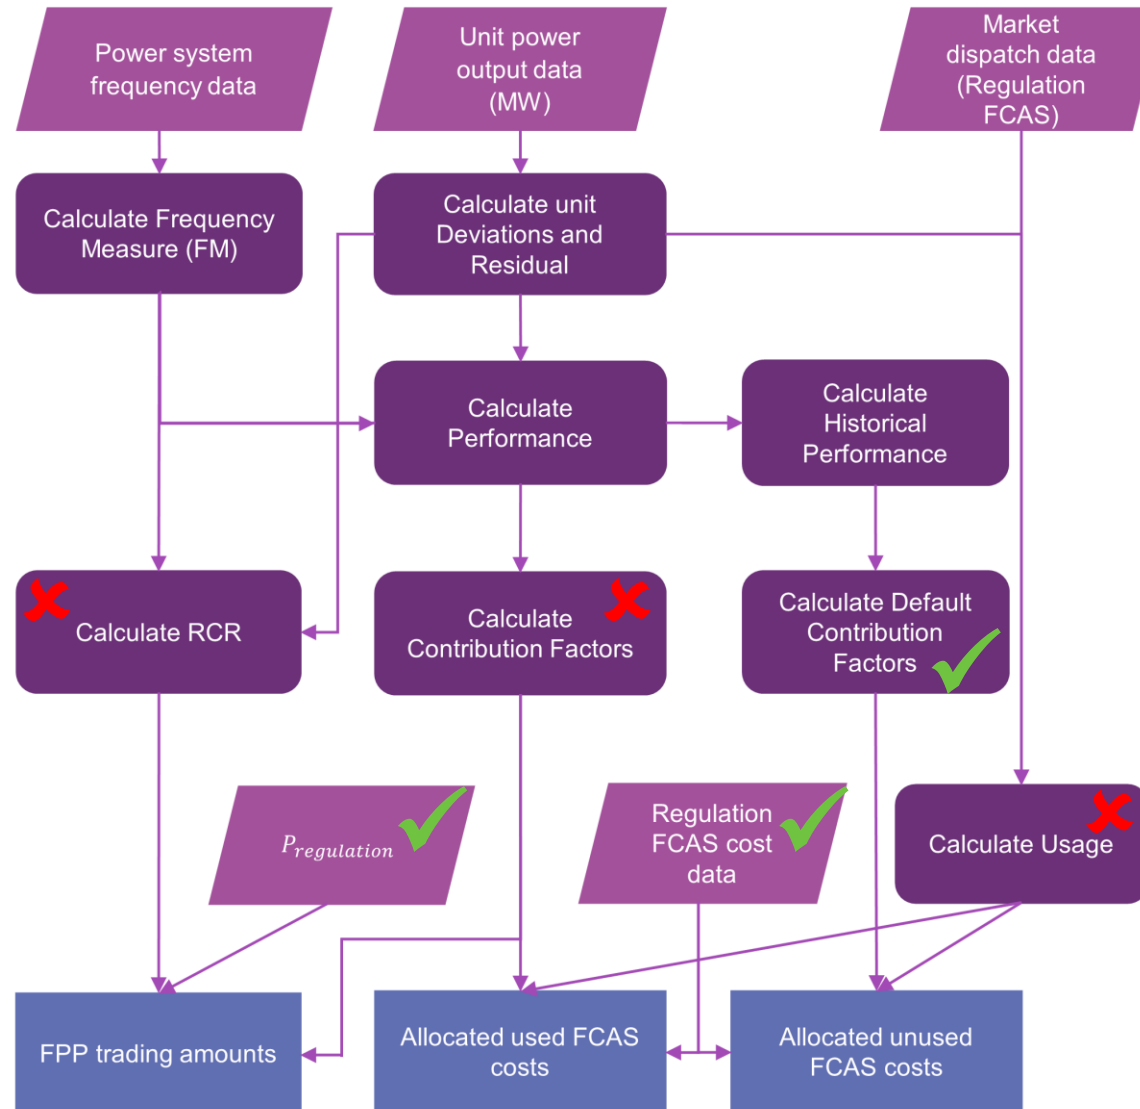 Power system
frequency data
Unit power
output data
(MW)
Market
dispatch data
(Regulation
FCAS)
Calculate Frequency
Measure (FM)
Calculate unit
Deviations and
Residual
Calculate
Performance
Calculate
Historical
Performance
Calculate RCR
Calculate
Contribution Factors
Calculate Default
Contribution
Factors
P_regulation
Regulation
FCAS cost
data
Calculate Usage
FPP trading amounts
Allocated used FCAS
costs
Allocated unused
FCAS costs